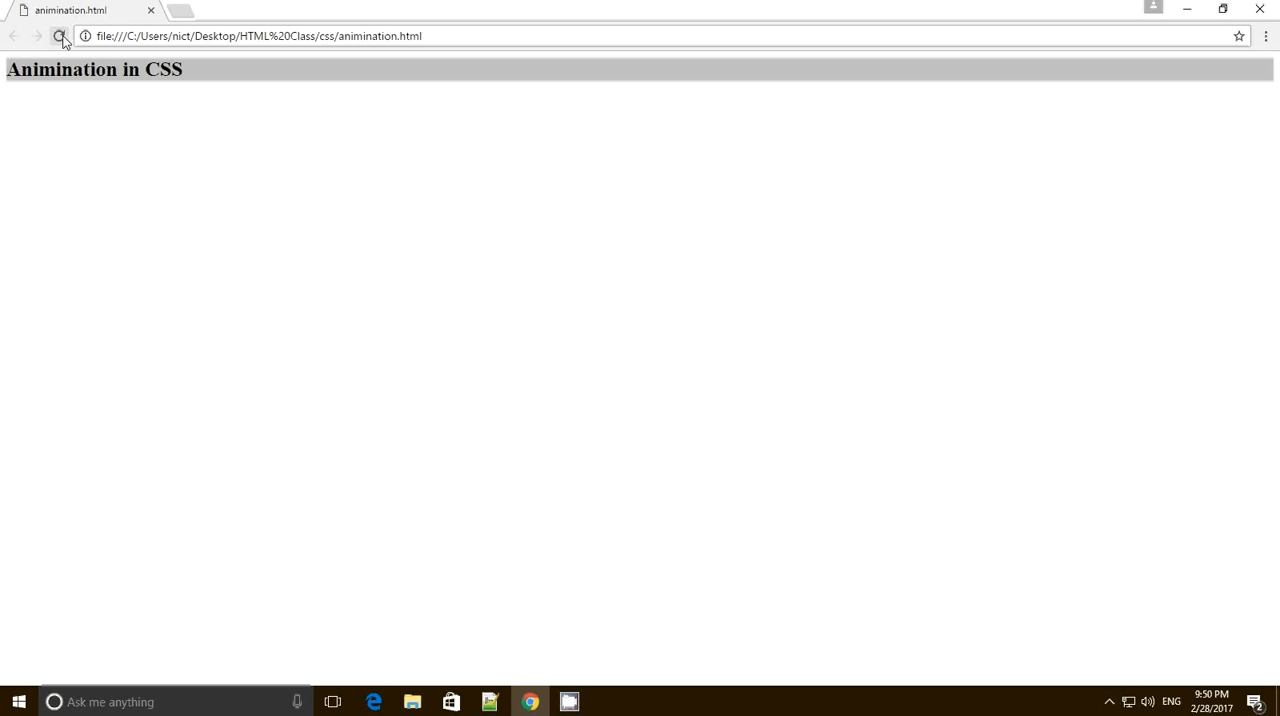 animination.html
file:///C:/Users/nict/Desktop/HTML%20Class/css/animination.html
Animination in CSS
Ask me anything
ENG
9:50 PM
2/28/2017
2